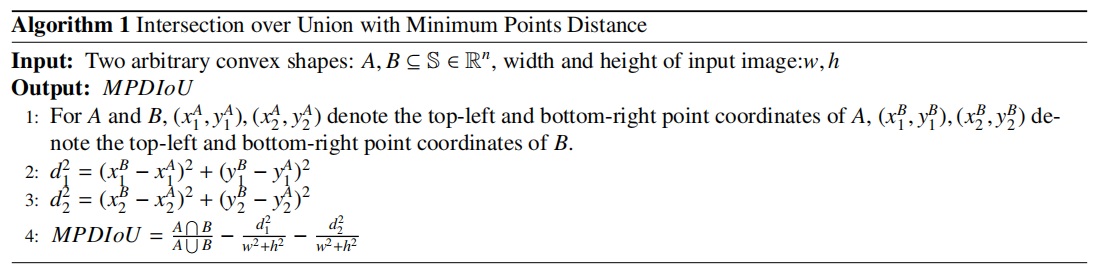 Algorithm 1 Intersection over Union with Minimum Points Distance
Input: Two arbitrary convex shapes: $A, B \subseteq \mathbb{S} \in \mathbb{R}^n$, width and height of input image:$w, h$
Output: $MPDIoU$
1: For $A$ and $B$, $(x_1^A, y_1^A), (x_2^A, y_2^A)$ denote the top-left and bottom-right point coordinates of $A$, $(x_1^B, y_1^B), (x_2^B, y_2^B)$ de-
note the top-left and bottom-right point coordinates of $B$.
2: $d_1^2 = (x_1^B - x_1^A)^2 + (y_1^B - y_1^A)^2$
3: $d_2^2 = (x_2^B - x_2^A)^2 + (y_2^B - y_2^A)^2$
4: $MPDIoU = \frac{A \bigcap B}{A \bigcup B} - \frac{d_1^2}{w^2+h^2} - \frac{d_2^2}{w^2+h^2}$